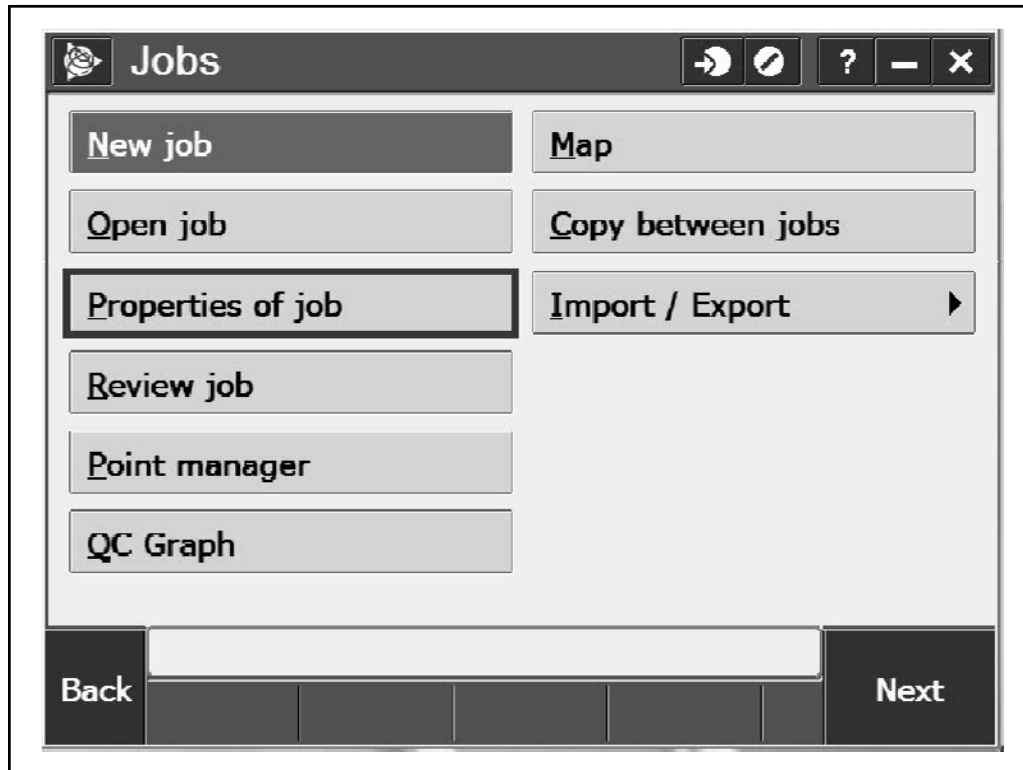 Jobs
?
New job
Open job
Properties of job
Review job
Point manager
QC Graph
Map
Copy between jobs
Import / Export
Back
Next